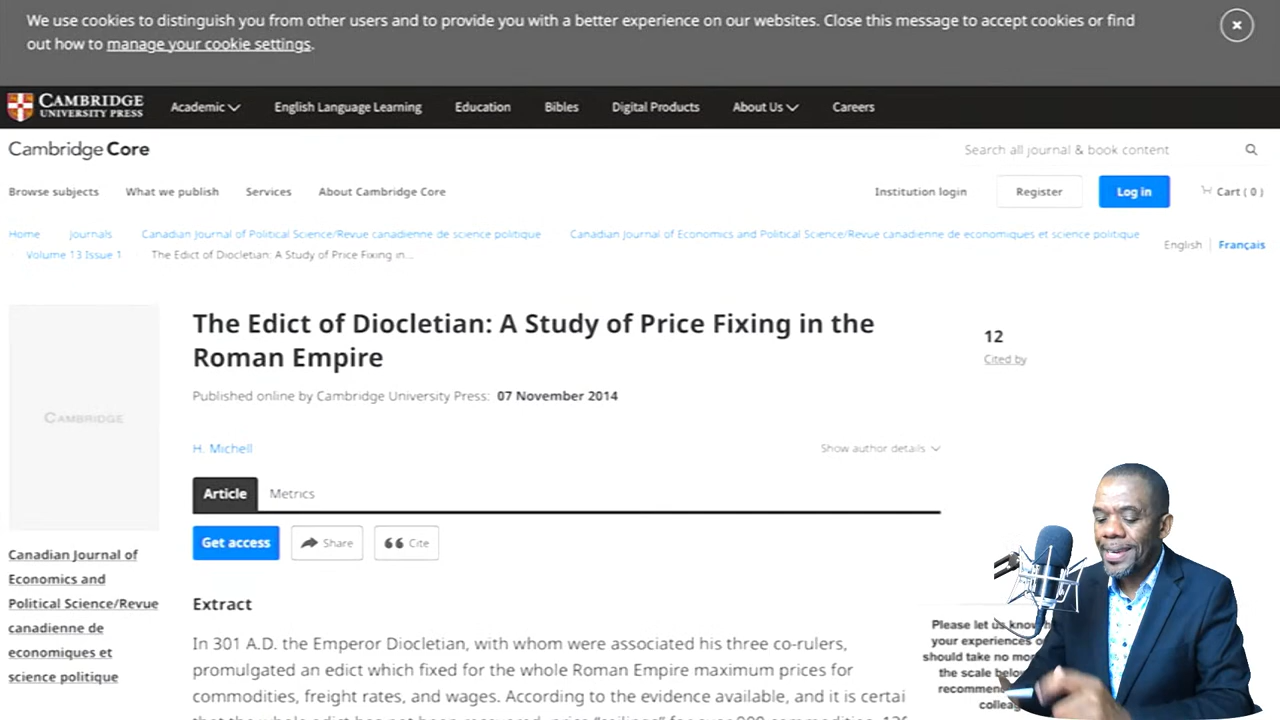 We use cookies to distinguish you from other users and to provide you with a better experience on our websites. Close this message to accept cookies or find
out how to manage your cookie settings.
CAMBRIDGE
UNIVERSITY PRESS
Academic English Language Learning Education Bibles Digital Products About Us Careers
Cambridge Core
Search all journal & book content
Browse subjects What we publish Services About Cambridge Core
Institution login Register Log in Cart ( 0 )
Home Journals Canadian Journal of Political Science/Revue canadienne de science politique Canadian Journal of Economics and Political Science/Revue canadienne de economiques et science politique
Volume 13 Issue 1 The Edict of Diocletian: A Study of Price Fixing in...
English | Français
CAMBRIDGE
Canadian Journal of
Economics and
Political Science/Revue
canadienne de
economiques et
science politique
The Edict of Diocletian: A Study of Price Fixing in the
Roman Empire
Published online by Cambridge University Press: 07 November 2014
12
Cited by
H. Michell
Show author details
Article Metrics
Get access Share Cite
Extract
In 301 A.D. the Emperor Diocletian, with whom were associated his three co-rulers,
promulgated an edict which fixed for the whole Roman Empire maximum prices for
commodities, freight rates, and wages. According to the evidence available, and it is certai
Please let us know
your experiences
should take no
the scale